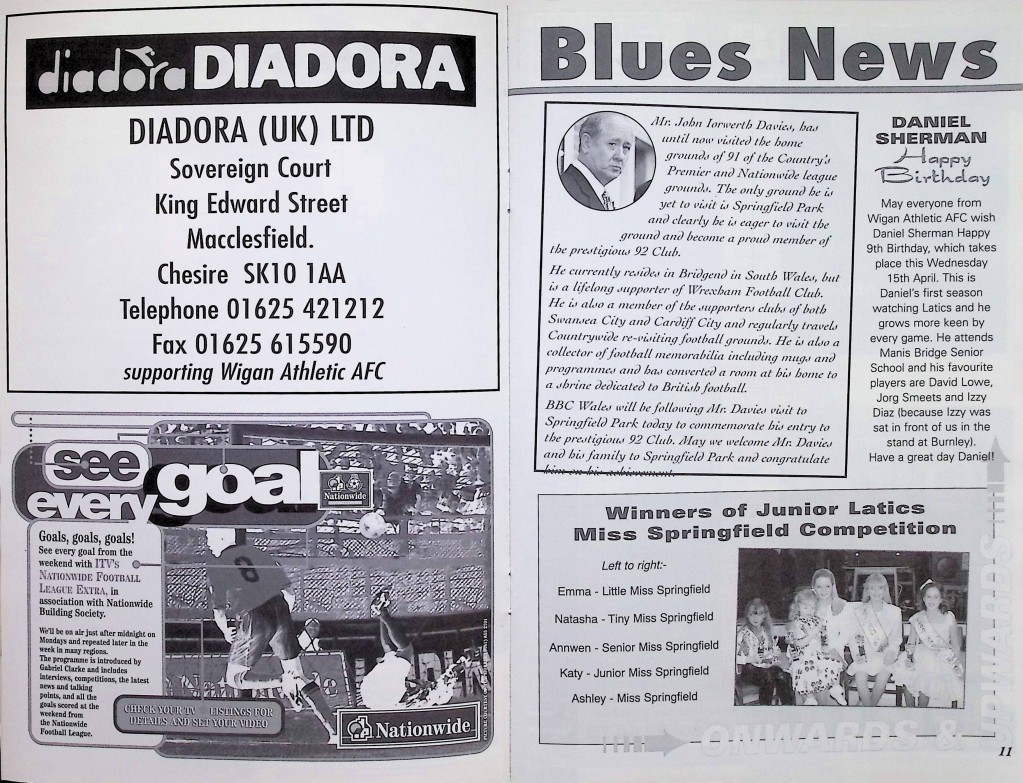 diadora DIADORA
DIADORA (UK) LTD
Sovereign Court
King Edward Street
Macclesfield.
Chesire SK10 1AA
Telephone 01625 421212
Fax 01625 615590
supporting Wigan Athletic AFC
see
every goal
Nationwide
Goals, goals, goals!
See every goal from the
weekend with ITV's
NATIONWIDE FOOTBALL
LEAGUE EXTRA, in
association with Nationwide
Building Society.
We'll be on air just after midnight on
Mondays and repeated later in the
week in many regions.
The programme is introduced by
Gabriel Clarke and includes
interviews, competitions, the latest
news and talking
points, and all the
goals scored at the
weekend from
the Nationwide
Football League.
8
CHECK YOUR TV LISTINGS FOR
DETAILS AND SET YOUR VIDEO
Nationwide
Blues News
Mr. John Iorwerth Davies, has
until now visited the home
grounds of 91 of the Country's
Premier and Nationwide league
grounds. The only ground he is
yet to visit is Springfield Park
and clearly he is eager to visit the
ground and become a proud member of
the prestigious 92 Club.
He currently resides in Bridgend in South Wales, but
is a lifelong supporter of Wrexham Football Club.
He is also a member of the supporters clubs of both
Swansea City and Cardiff City and regularly travels
Countrywide re-visiting football grounds. He is also a
collector of football memorabilia including mugs and
programmes and has converted a room at his home to
a shrine dedicated to British football.
BBC Wales will be following Mr. Davies visit to
Springfield Park today to commemorate his entry to
the prestigious 92 Club. May we welcome Mr. Davies
and his family to Springfield Park and congratulate
him on his achievement.
DANIEL
SHERMAN
Happy
Birthday
May everyone from
Wigan Athletic AFC wish
Daniel Sherman Happy
9th Birthday, which takes
place this Wednesday
15th April. This is
Daniel's first season
watching Latics and he
grows more keen by
every game. He attends
Manis Bridge Senior
School and his favourite
players are David Lowe,
Jorg Smeets and Izzy
Diaz (because Izzy was
sat in front of us in the
stand at Burnley).
Have a great day Daniel!
Winners of Junior Latics
Miss Springfield Competition
Left to right:-
Emma - Little Miss Springfield
Natasha - Tiny Miss Springfield
Annwen - Senior Miss Springfield
Katy - Junior Miss Springfield
Ashley - Miss Springfield
ONWARDS &
UPWARDS
11